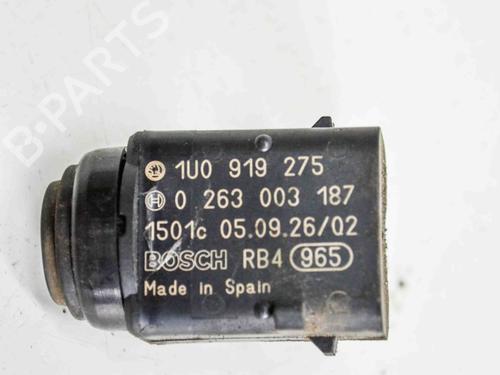 B-PARTS
1U0 919 275
0 263 003 187
1501c 05.09.26/02
BOSCH RB4 965
Made in Spain